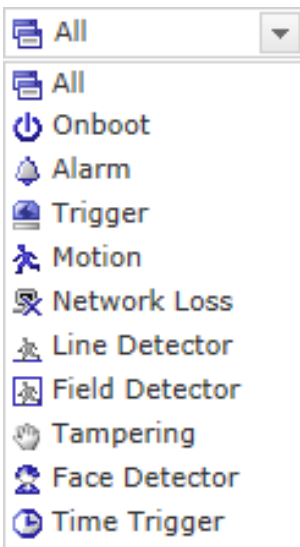 All
All
Onboot
Alarm
Trigger
Motion
Network Loss
Line Detector
Field Detector
Tampering
Face Detector
Time Trigger